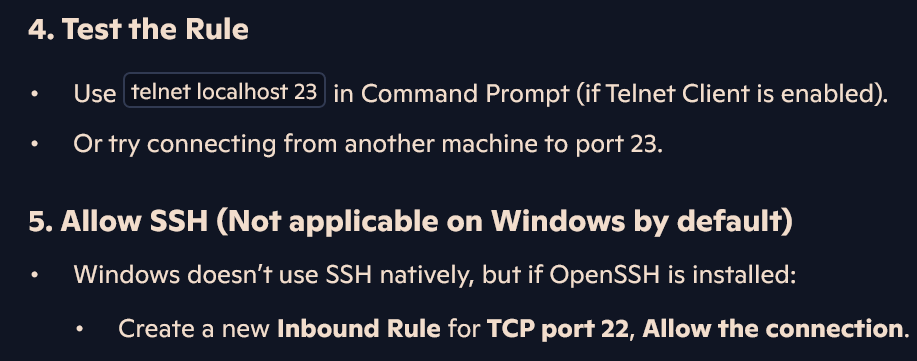 4. Test the Rule
• Use telnet localhost 23 in Command Prompt (if Telnet Client is enabled).
• Or try connecting from another machine to port 23.
5. Allow SSH (Not applicable on Windows by default)
• Windows doesn’t use SSH natively, but if OpenSSH is installed:
• Create a new Inbound Rule for TCP port 22, Allow the connection.